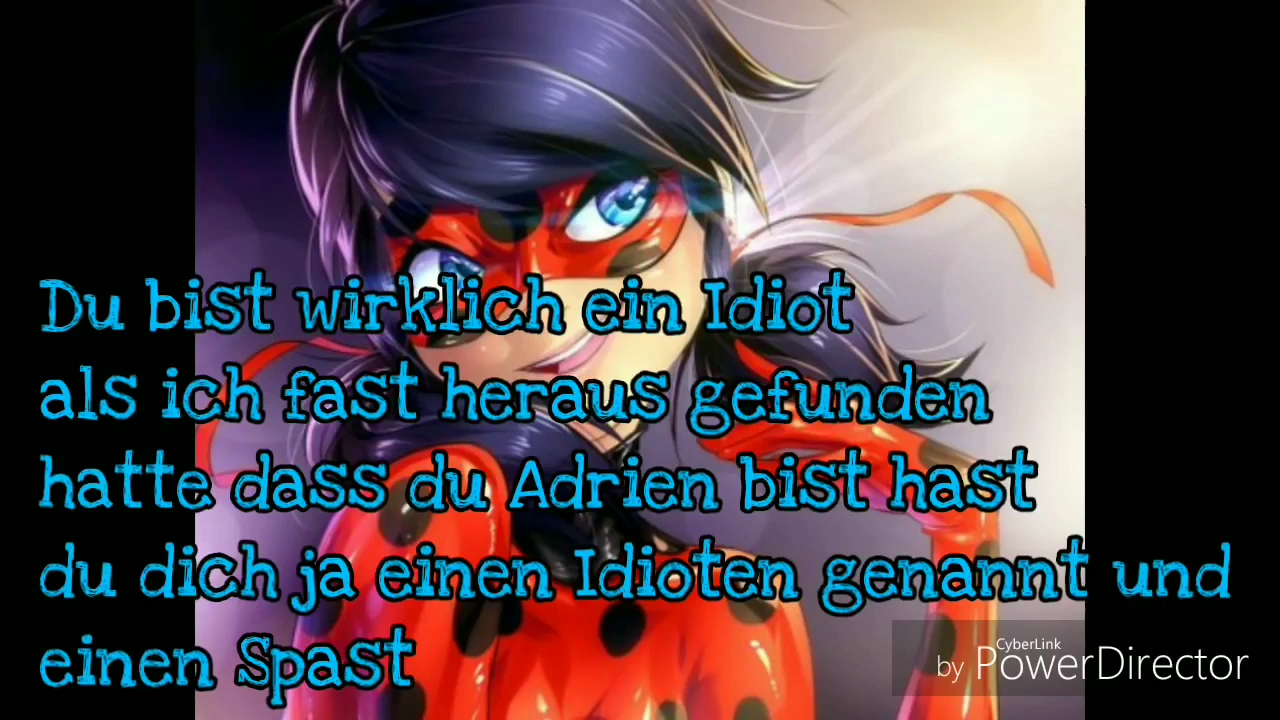 Du bist wirklich ein Idiot
als ich fast heraus gefunden
hatte dass du Adrien bist hast
du dich ja einen Idioten genannt und
einen Spast
CyberLink
by PowerDirector